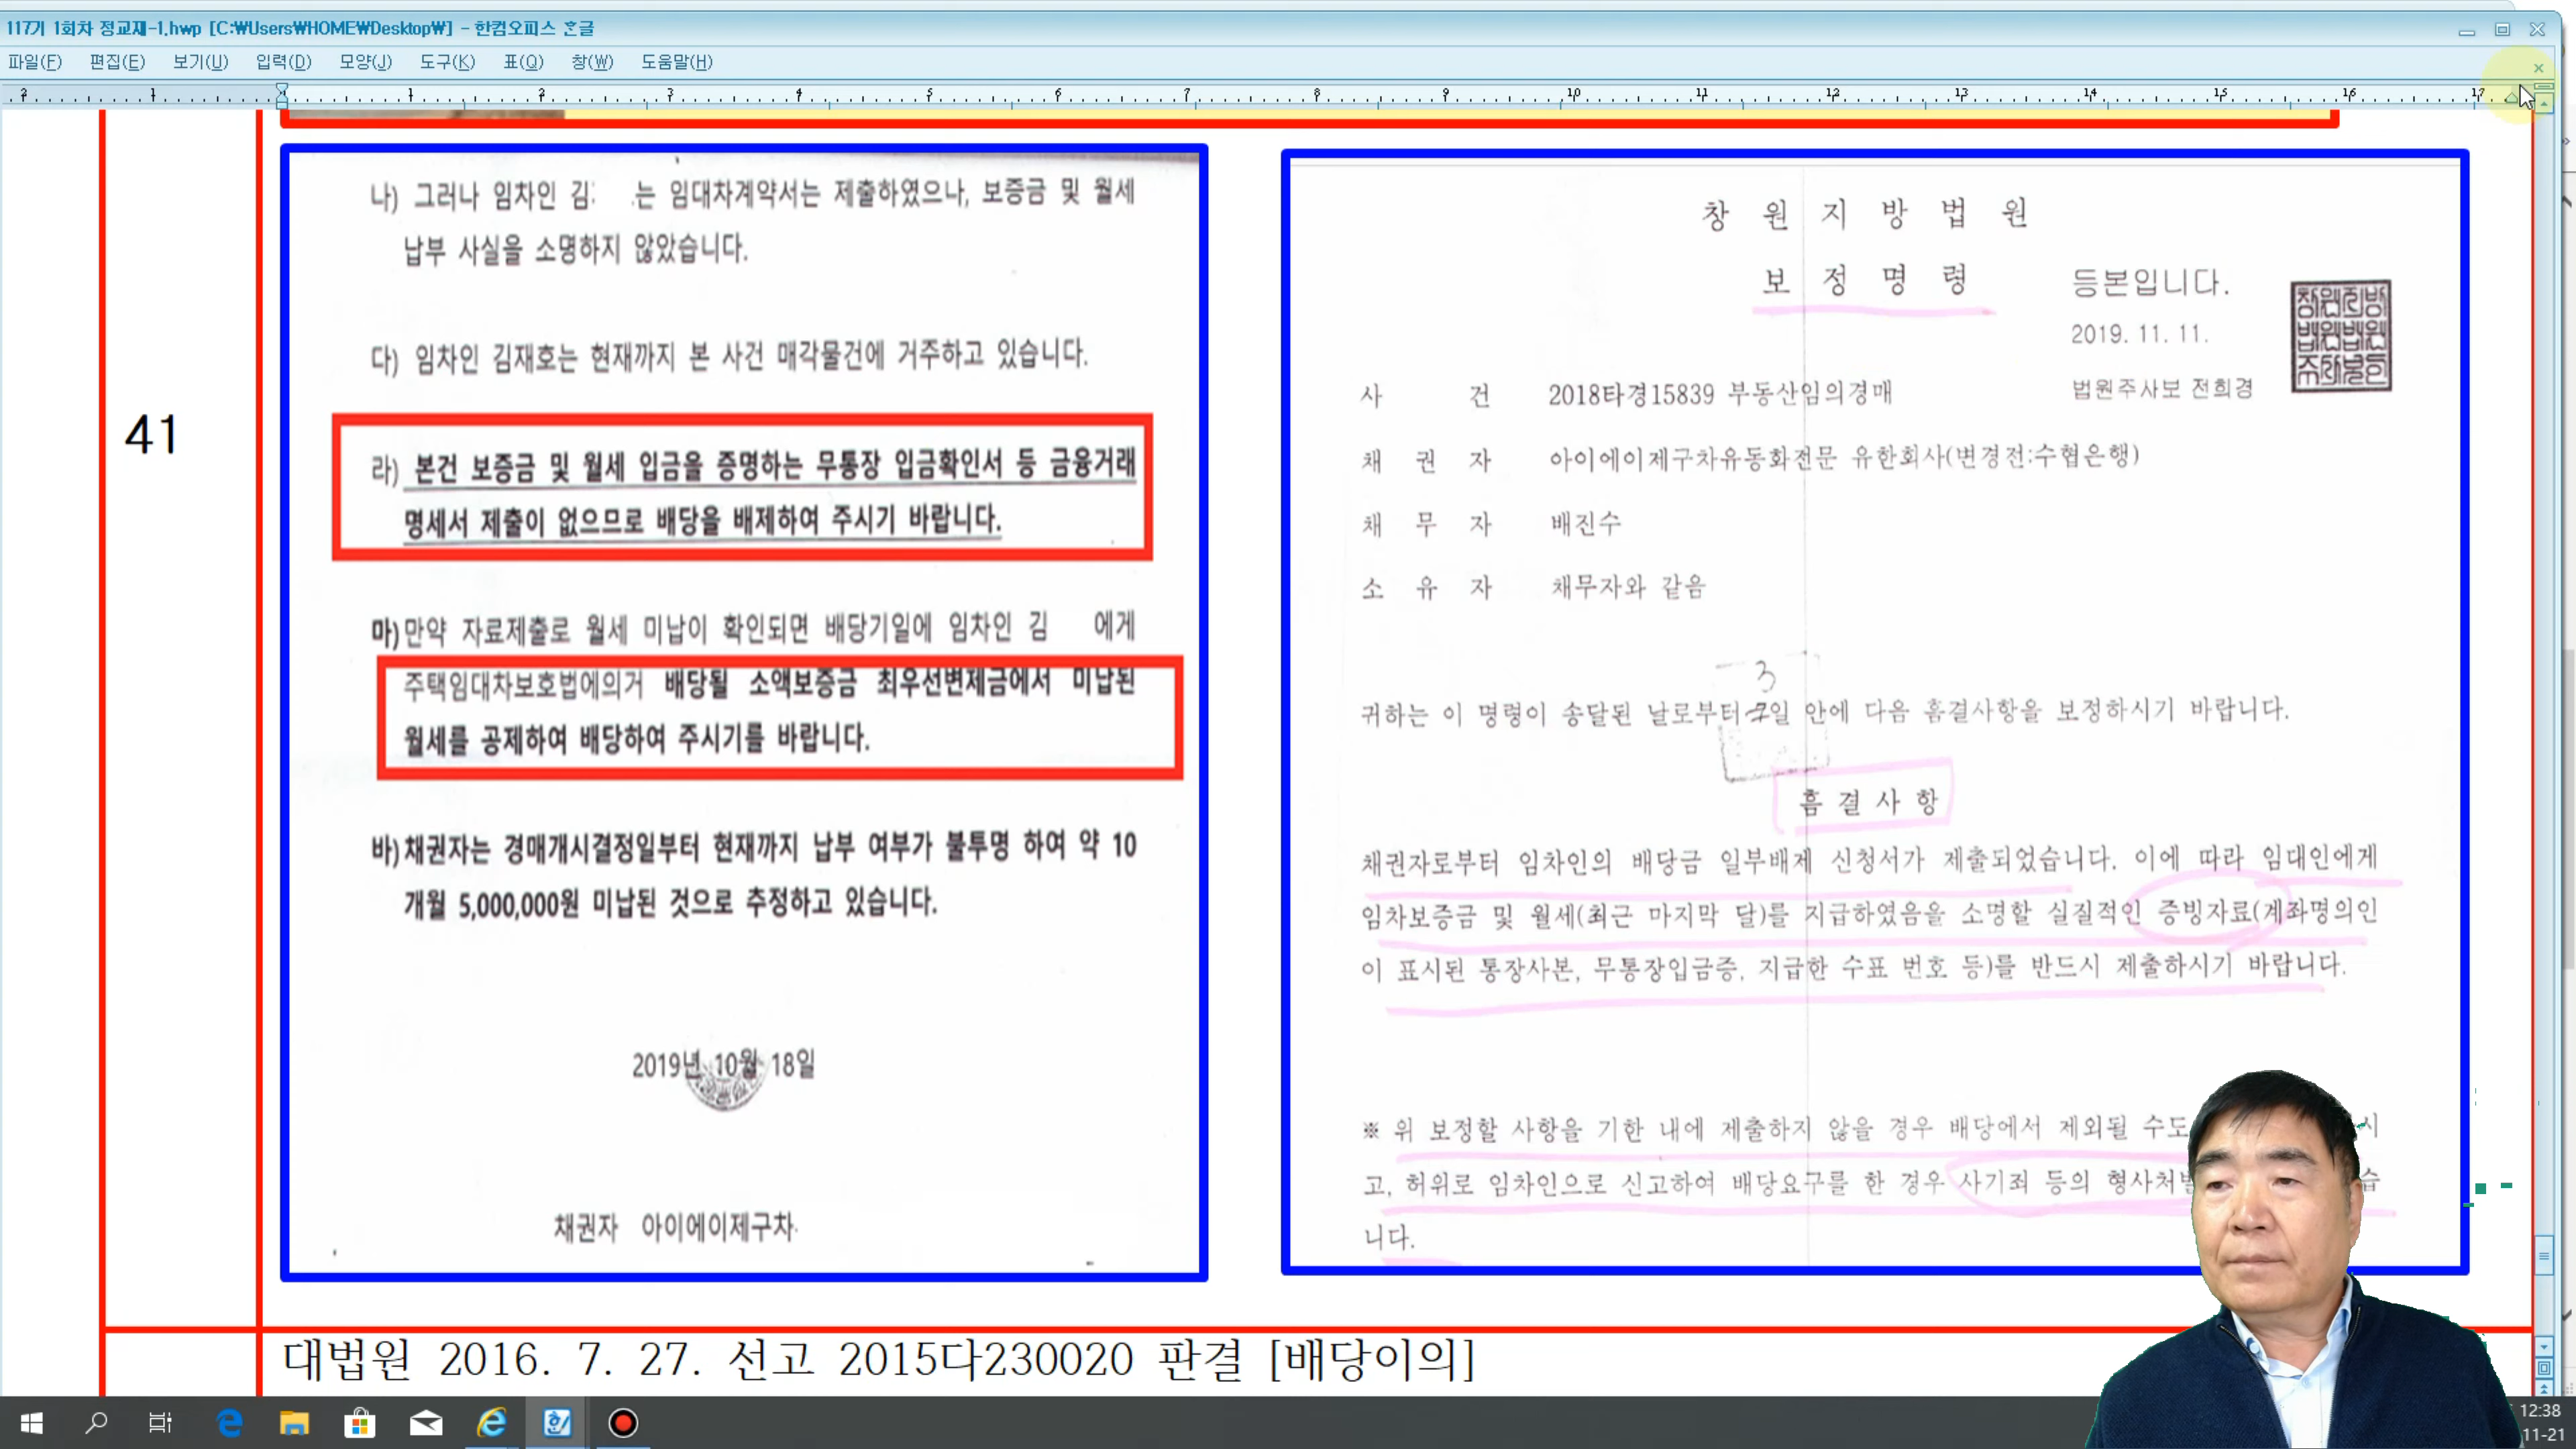 117기 1회차 정교재-1.hwp [C:₩Users₩HOME₩Desktop₩] - 한컴오피스 한글
파일(F) 편집(E) 보기(U) 입력(D) 모양(J) 도구(K) 표(Q) 창(W) 도움말(H)
2 1 1 2 3 4 5 6 7 8 9 10 11 12 13 14 15 16 17
41
나) 그러나 임차인 김 는 임대차계약서는 제출하였으나, 보증금 및 월세
납부 사실을 소명하지 않았습니다.
다) 임차인 김재호는 현재까지 본 사건 매각물건에 거주하고 있습니다.
라) 본건 보증금 및 월세 입금을 증명하는 무통장 입금확인서 등 금융거래
명세서 제출이 없으므로 배당을 배제하여 주시기 바랍니다.
마)만약 자료제출로 월세 미납이 확인되면 배당기일에 임차인 김 에게
주택임대차보호법에의거 배당될 소액보증금 최우선변제금에서 미납된
월세를 공제하여 배당하여 주시기를 바랍니다.
바)채권자는 경매개시결정일부터 현재까지 납부 여부가 불투명 하여 약 10
개월 5,000,000원 미납된 것으로 추정하고 있습니다.
2019년 10월 18일
채권자 아이에이제구차
창 원 지 방 법 원
보 정 명 령
등본입니다.
2019. 11. 11.
법원주사보 전희경
사 건 2018타경15839 부동산임의경매
채 권 자 아이에이제구차유동화전문 유한회사(변경전:수협은행)
채 무 자 배진수
소 유 자 채무자와 같음
3
귀하는 이 명령이 송달된 날로부터 7일 안에 다음 흠결사항을 보정하시기 바랍니다.
흠 결 사 항
채권자로부터 임차인의 배당금 일부배제 신청서가 제출되었습니다. 이에 따라 임대인에게
임차보증금 및 월세(최근 마지막 달)를 지급하였음을 소명할 실질적인 증빙자료(계좌명의인
이 표시된 통장사본, 무통장입금증, 지급한 수표 번호 등)를 반드시 제출하시기 바랍니다.
※ 위 보정할 사항을 기한 내에 제출하지 않을 경우 배당에서 제외될 수도 시
고, 허위로 임차인으로 신고하여 배당요구를 한 경우 사기죄 등의 형사처벌 습
니다.
대법원 2016. 7. 27. 선고 2015다230020 판결 [배당이의]
12:38
11-21